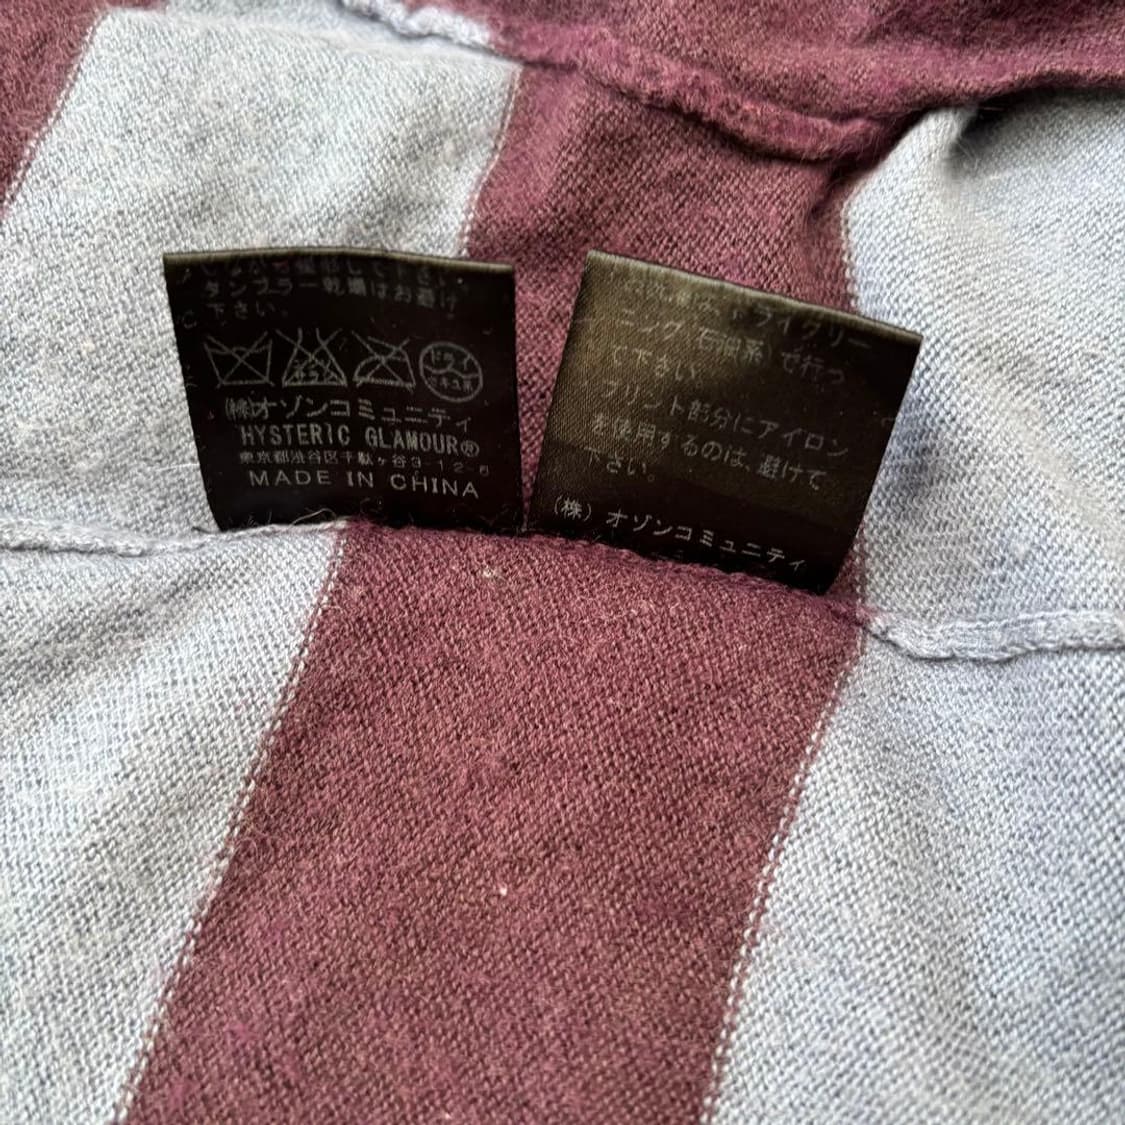 タンブラー乾燥はお避け
下さい。
ドライ
セキユ系
(株)オゾンコミュニティ
HYSTERIC GLAMOUR®
東京都渋谷区千駄ヶ谷3-12-6
MADE IN CHINA
ドライクリー
ニング(石油系)で行っ
て下さい。
プリント部分にアイロン
を使用するのは、避けて
下さい。
(株) オゾンコミュニティ